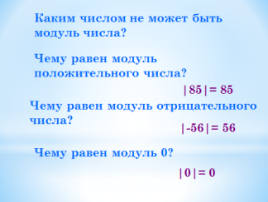 Каким числом не может быть
модуль числа?
Чему равен модуль
положительного числа?
|85|= 85
Чему равен модуль отрицательного
числа?
|-56|= 56
Чему равен модуль 0?
|0|= 0